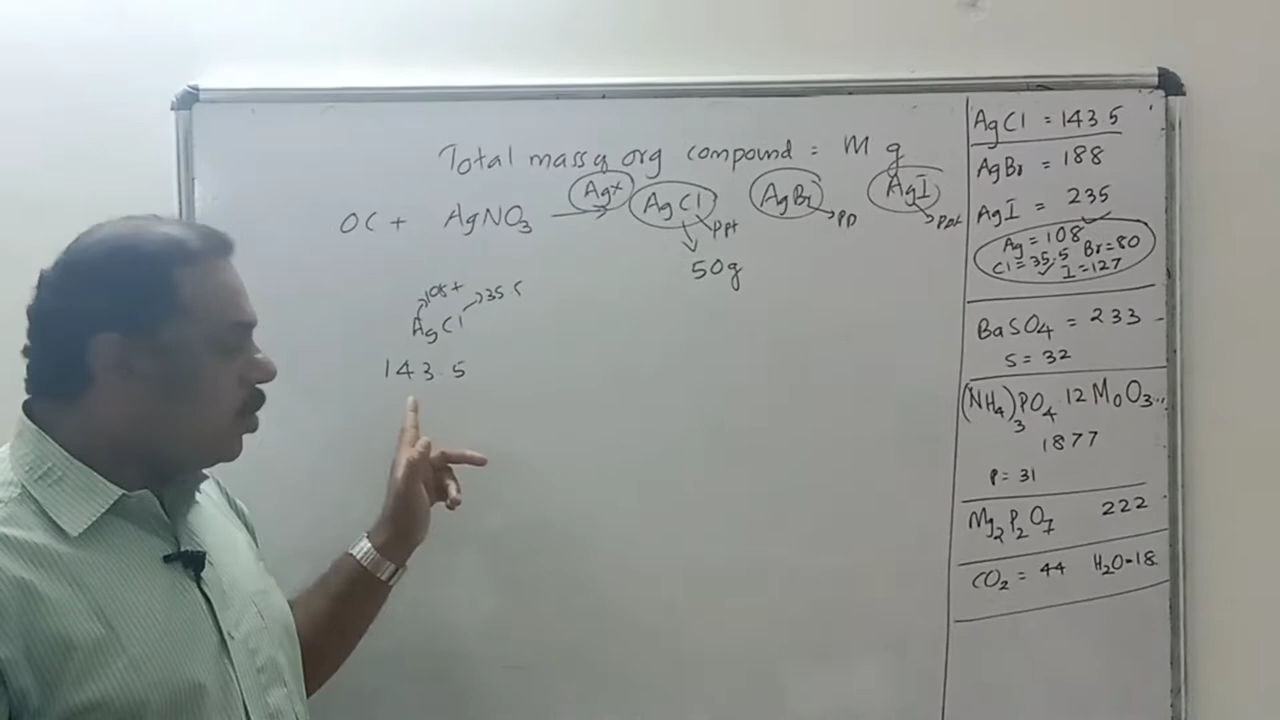 Total mass of org compound = M g
OC + AgNO3 → AgX AgCl AgBr AgI
ppt pp ppt
50g
108 + 35.5
AgCl
143.5
AgCl = 143.5
AgBr = 188
AgI = 235
Ag = 108
Cl = 35.5 Br = 80
I = 127
BaSO4 = 233
S = 32
(NH4)3PO4 12MoO3
1877
P = 31
Mg2P2O7 222
CO2 = 44 H2O = 18